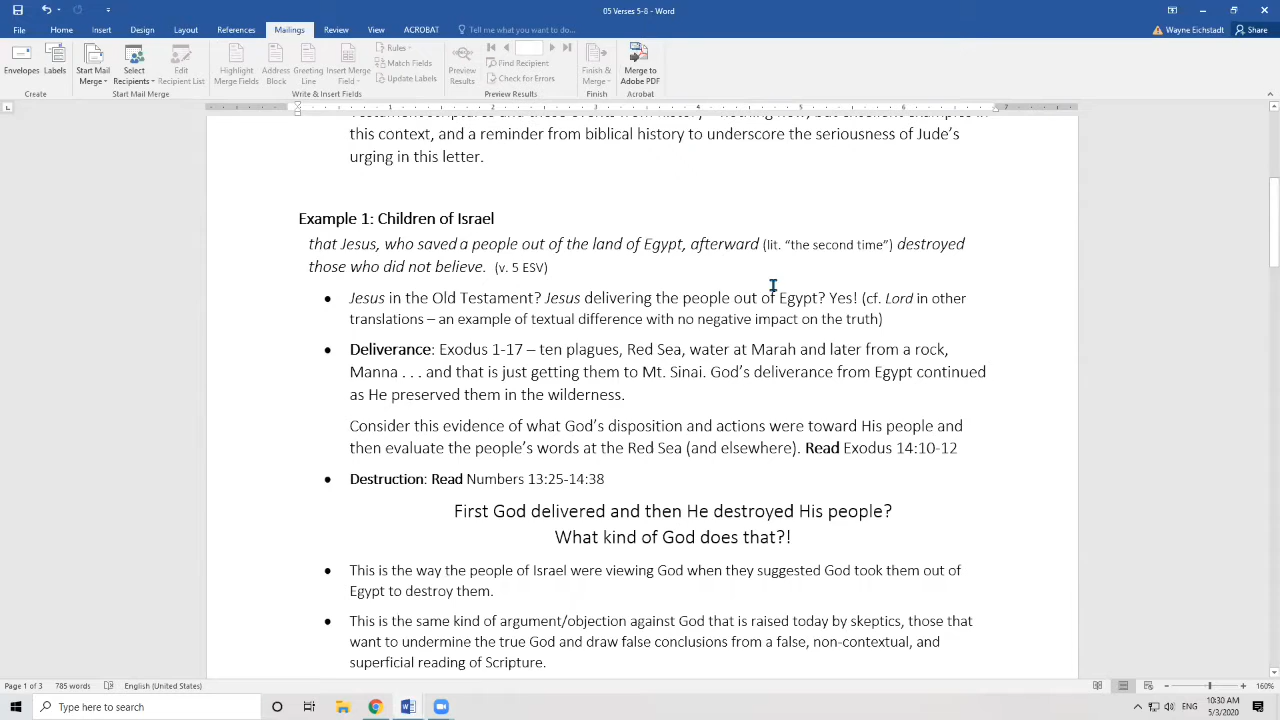 05 Verses 5-8 - Word
Wayne Eichstadt
Share
File Home Insert Design Layout References Mailings Review View ACROBAT Tell me what you want to do...
Envelopes Labels Start Mail Merge Select Recipients Edit Recipient List Highlight Merge Fields Address Block Greeting Line Insert Merge Field Rules Match Fields Update Labels Preview Results Find Recipient Check for Errors Finish & Merge Merge to Adobe PDF
Create Start Mail Merge Write & Insert Fields Preview Results Finish Acrobat
1 2 3 4 5 6 7
this context, and a reminder from biblical history to underscore the seriousness of Jude's
urging in this letter.
Example 1: Children of Israel
that Jesus, who saved a people out of the land of Egypt, afterward (lit. "the second time") destroyed
those who did not believe. (v. 5 ESV)
• Jesus in the Old Testament? Jesus delivering the people out of Egypt? Yes! (cf. Lord in other
translations – an example of textual difference with no negative impact on the truth)
• Deliverance: Exodus 1-17 – ten plagues, Red Sea, water at Marah and later from a rock,
Manna . . . and that is just getting them to Mt. Sinai. God's deliverance from Egypt continued
as He preserved them in the wilderness.
Consider this evidence of what God's disposition and actions were toward His people and
then evaluate the people's words at the Red Sea (and elsewhere). Read Exodus 14:10-12
• Destruction: Read Numbers 13:25-14:38
First God delivered and then He destroyed His people?
What kind of God does that?!
• This is the way the people of Israel were viewing God when they suggested God took them out of
Egypt to destroy them.
• This is the same kind of argument/objection against God that is raised today by skeptics, those that
want to undermine the true God and draw false conclusions from a false, non-contextual, and
superficial reading of Scripture.
Page 1 of 3 785 words English (United States) 160%
Type here to search
ENG
10:30 AM
5/3/2020